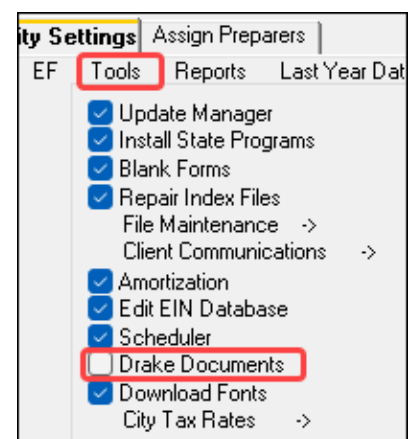 ity Settings Assign Preparers
EF Tools Reports Last Year Dat
Update Manager
Install State Programs
Blank Forms
Repair Index Files
File Maintenance ->
Client Communications ->
Amortization
Edit EIN Database
Scheduler
Drake Documents
Download Fonts
City Tax Rates ->